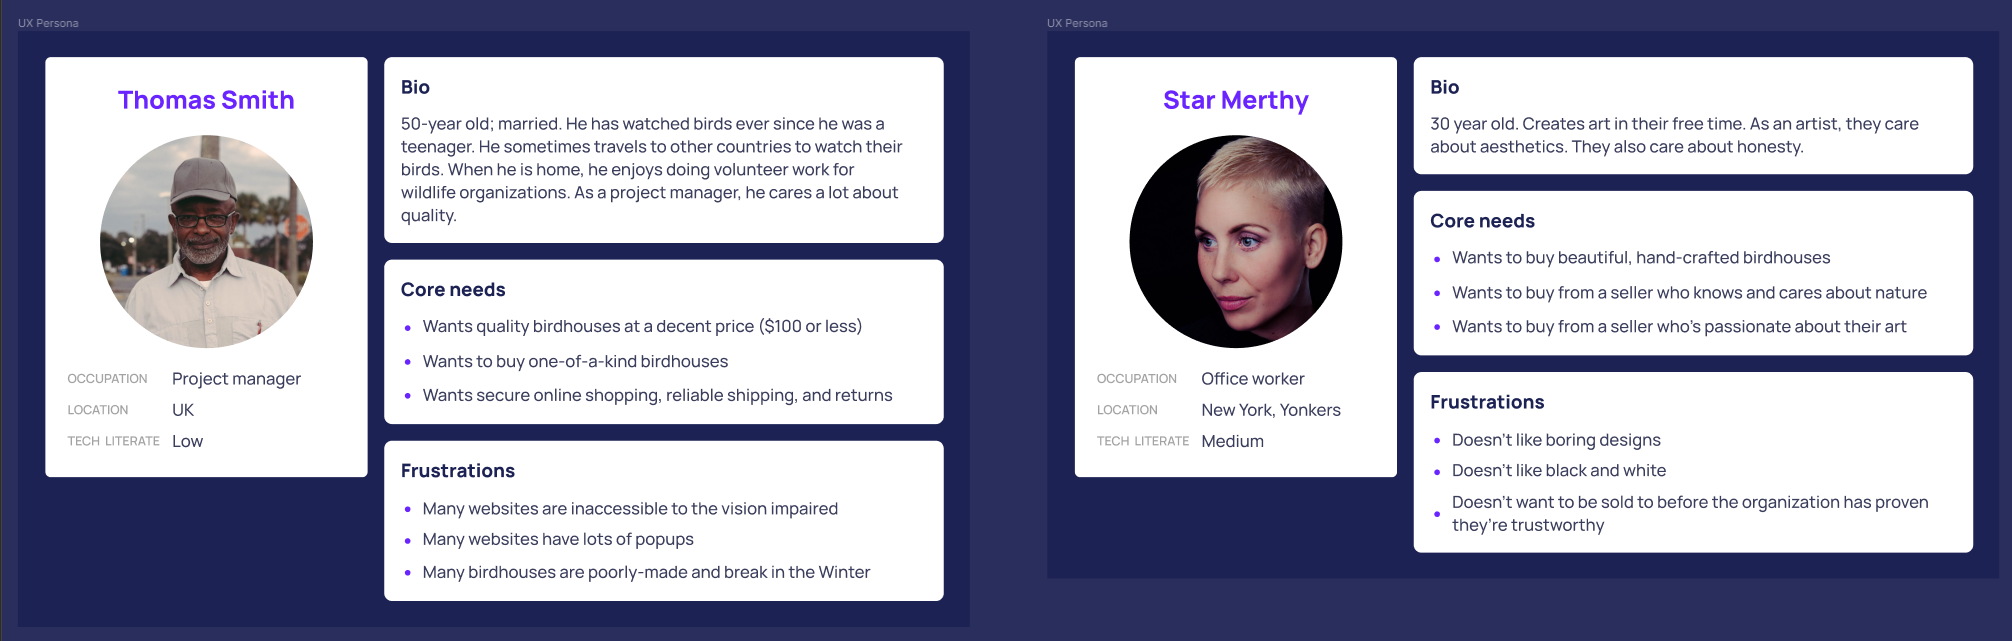 UX Persona
Thomas Smith
OCCUPATION Project manager
LOCATION UK
TECH LITERATE Low
Bio
50-year old; married. He has watched birds ever since he was a
teenager. He sometimes travels to other countries to watch their
birds. When he is home, he enjoys doing volunteer work for
wildlife organizations. As a project manager, he cares a lot about
quality.
Core needs
• Wants quality birdhouses at a decent price ($100 or less)
• Wants to buy one-of-a-kind birdhouses
• Wants secure online shopping, reliable shipping, and returns
Frustrations
• Many websites are inaccessible to the vision impaired
• Many websites have lots of popups
• Many birdhouses are poorly-made and break in the Winter
UX Persona
Star Merthy
OCCUPATION Office worker
LOCATION New York, Yonkers
TECH LITERATE Medium
Bio
30 year old. Creates art in their free time. As an artist, they care
about aesthetics. They also care about honesty.
Core needs
• Wants to buy beautiful, hand-crafted birdhouses
• Wants to buy from a seller who knows and cares about nature
• Wants to buy from a seller who's passionate about their art
Frustrations
• Doesn't like boring designs
• Doesn't like black and white
• Doesn't want to be sold to before the organization has proven
they're trustworthy